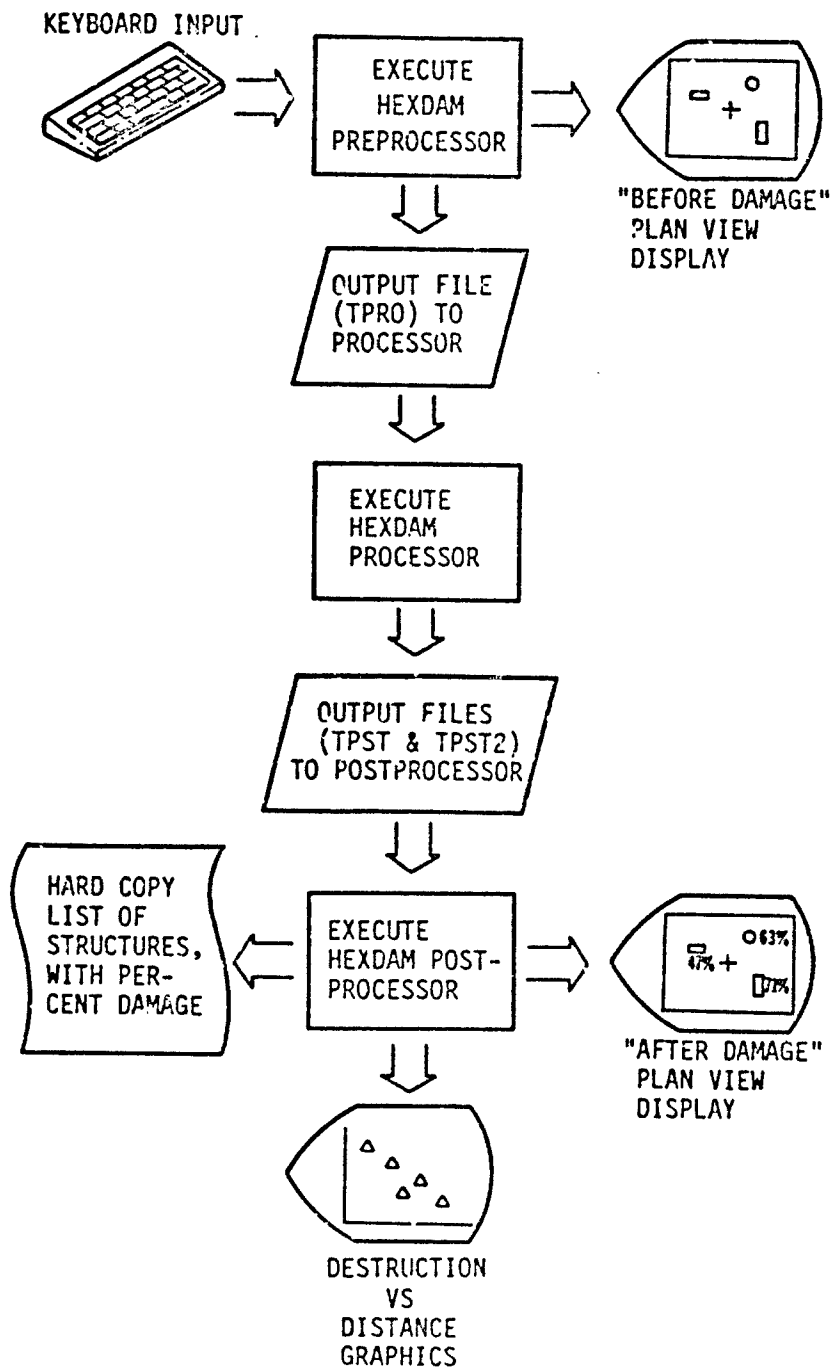 KEYBOARD INPUT
EXECUTE
HEXDAM
PREPROCESSOR
"BEFORE DAMAGE"
PLAN VIEW
DISPLAY
OUTPUT FILE
(TPRO) TO
PROCESSOR
EXECUTE
HEXDAM
PROCESSOR
OUTPUT FILES
(TPST & TPST2)
TO POSTPROCESSOR
HARD COPY
LIST OF
STRUCTURES,
WITH PER-
CENT DAMAGE
EXECUTE
HEXDAM POST-
PROCESSOR
63%
47%
71%
"AFTER DAMAGE"
PLAN VIEW
DISPLAY
DESTRUCTION
VS
DISTANCE
GRAPHICS